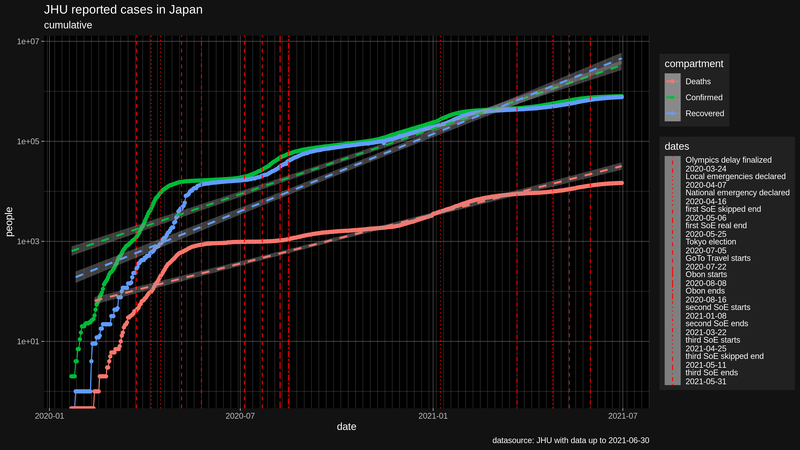 JHU reported cases in Japan
cumulative
1e+07
1e+05
1e+03
1e+01
people
2020-01
2020-07
2021-01
2021-07
date
compartment
Deaths
Confirmed
Recovered
dates
Olympics delay finalized
2020-03-24
Local emergencies declared
2020-04-07
National emergency declared
2020-04-16
first SoE skipped end
2020-05-06
first SoE real end
2020-05-25
Tokyo election
2020-07-05
GoTo Travel starts
2020-07-22
Obon starts
2020-08-08
Obon ends
2020-08-16
second SoE starts
2021-01-08
second SoE ends
2021-03-22
third SoE starts
2021-04-25
third SoE skipped end
2021-05-11
third SoE ends
2021-05-31
datasource: JHU with data up to 2021-06-30